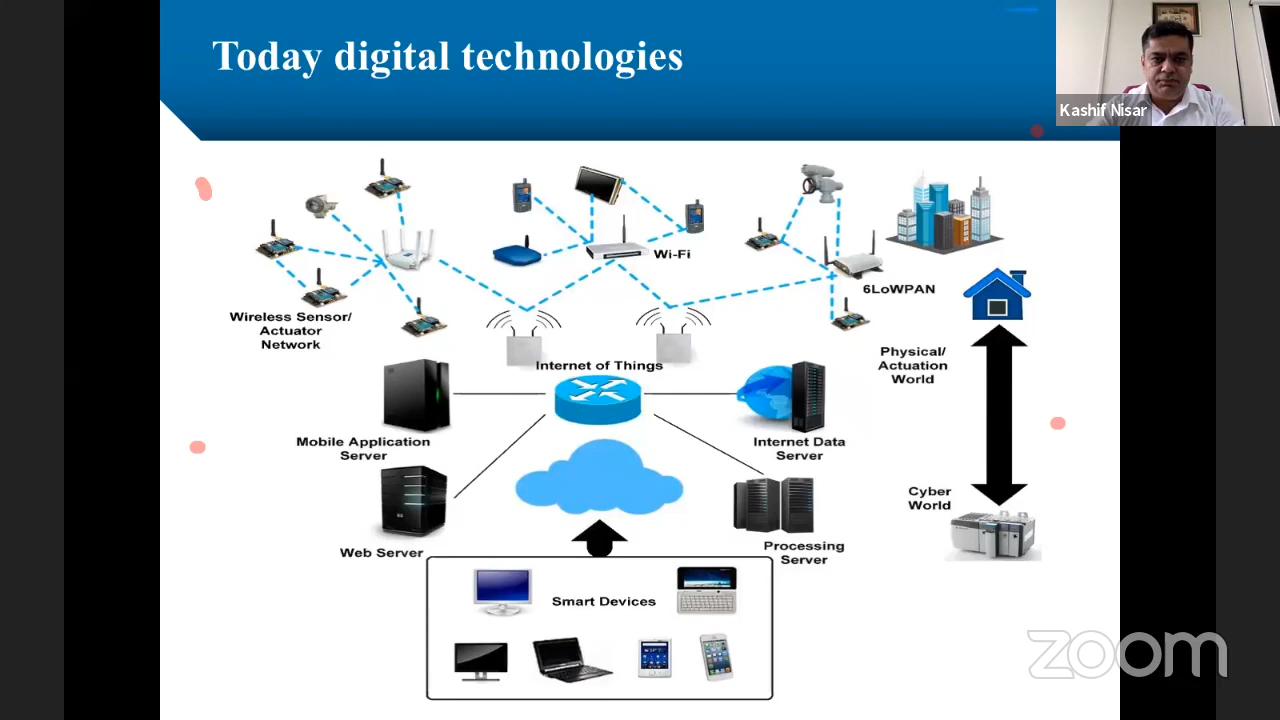 Today digital technologies
Kashif Nisar
Wi-Fi
6LoWPAN
Wireless Sensor/
Actuator
Network
Internet of Things
Physical/
Actuation
World
Mobile Application
Server
Internet Data
Server
Cyber
World
Web Server
Processing
Server
Smart Devices
zoom